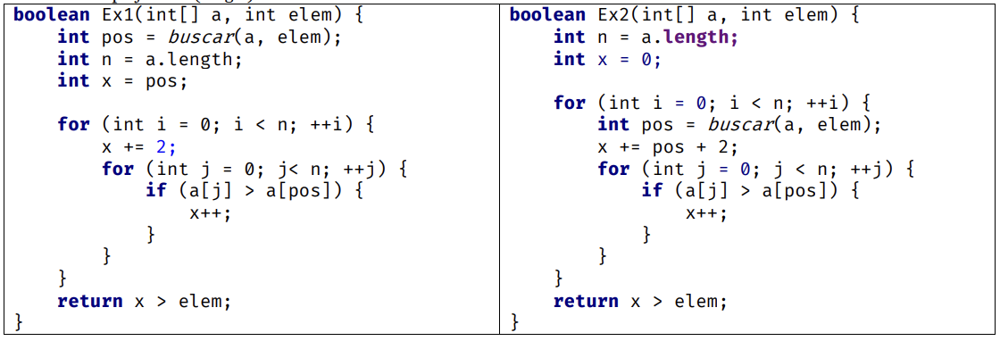 boolean Ex1(int[] a, int elem) {
    int pos = buscar(a, elem);
    int n = a.length;
    int x = pos;

    for (int i = 0; i < n; ++i) {
        x += 2;
        for (int j = 0; j< n; ++j) {
            if (a[j] > a[pos]) {
                x++;
            }
        }
    }
    return x > elem;
}
boolean Ex2(int[] a, int elem) {
    int n = a.length;
    int x = 0;

    for (int i = 0; i < n; ++i) {
        int pos = buscar(a, elem);
        x += pos + 2;
        for (int j = 0; j < n; ++j) {
            if (a[j] > a[pos]) {
                x++;
            }
        }
    }
    return x > elem;
}